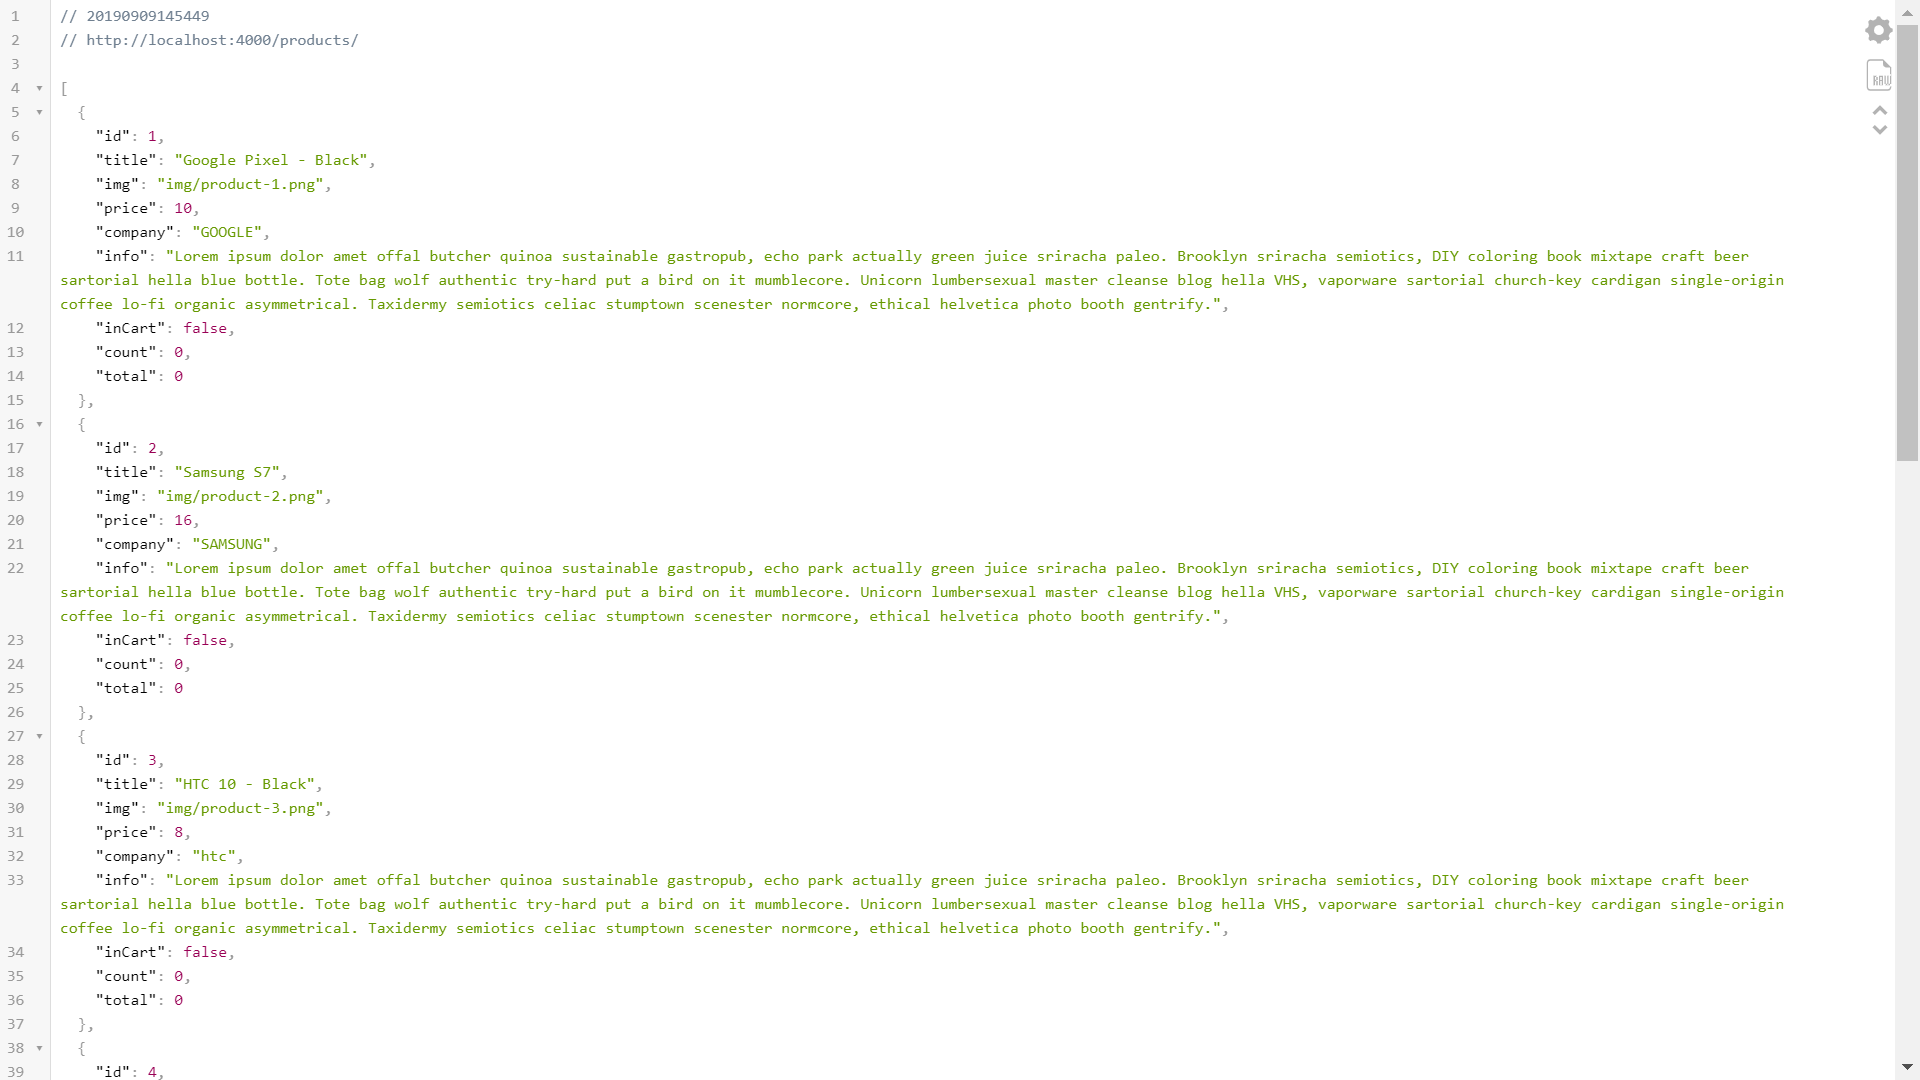 1 // 20190909145449
2 // http://localhost:4000/products/
3
4 [
5 {
6 "id": 1,
7 "title": "Google Pixel - Black",
8 "img": "img/product-1.png",
9 "price": 10,
10 "company": "GOOGLE",
11 "info": "Lorem ipsum dolor amet offal butcher quinoa sustainable gastropub, echo park actually green juice sriracha paleo. Brooklyn sriracha semiotics, DIY coloring book mixtape craft beer
sartorial hella blue bottle. Tote bag wolf authentic try-hard put a bird on it mumblecore. Unicorn lumbersexual master cleanse blog hella VHS, vaporware sartorial church-key cardigan single-origin
coffee lo-fi organic asymmetrical. Taxidermy semiotics celiac stumptown scenester normcore, ethical helvetica photo booth gentrify.",
12 "inCart": false,
13 "count": 0,
14 "total": 0
15 },
16 {
17 "id": 2,
18 "title": "Samsung S7",
19 "img": "img/product-2.png",
20 "price": 16,
21 "company": "SAMSUNG",
22 "info": "Lorem ipsum dolor amet offal butcher quinoa sustainable gastropub, echo park actually green juice sriracha paleo. Brooklyn sriracha semiotics, DIY coloring book mixtape craft beer
sartorial hella blue bottle. Tote bag wolf authentic try-hard put a bird on it mumblecore. Unicorn lumbersexual master cleanse blog hella VHS, vaporware sartorial church-key cardigan single-origin
coffee lo-fi organic asymmetrical. Taxidermy semiotics celiac stumptown scenester normcore, ethical helvetica photo booth gentrify.",
23 "inCart": false,
24 "count": 0,
25 "total": 0
26 },
27 {
28 "id": 3,
29 "title": "HTC 10 - Black",
30 "img": "img/product-3.png",
31 "price": 8,
32 "company": "htc",
33 "info": "Lorem ipsum dolor amet offal butcher quinoa sustainable gastropub, echo park actually green juice sriracha paleo. Brooklyn sriracha semiotics, DIY coloring book mixtape craft beer
sartorial hella blue bottle. Tote bag wolf authentic try-hard put a bird on it mumblecore. Unicorn lumbersexual master cleanse blog hella VHS, vaporware sartorial church-key cardigan single-origin
coffee lo-fi organic asymmetrical. Taxidermy semiotics celiac stumptown scenester normcore, ethical helvetica photo booth gentrify.",
34 "inCart": false,
35 "count": 0,
36 "total": 0
37 },
38 {
39 "id": 4,
RAW